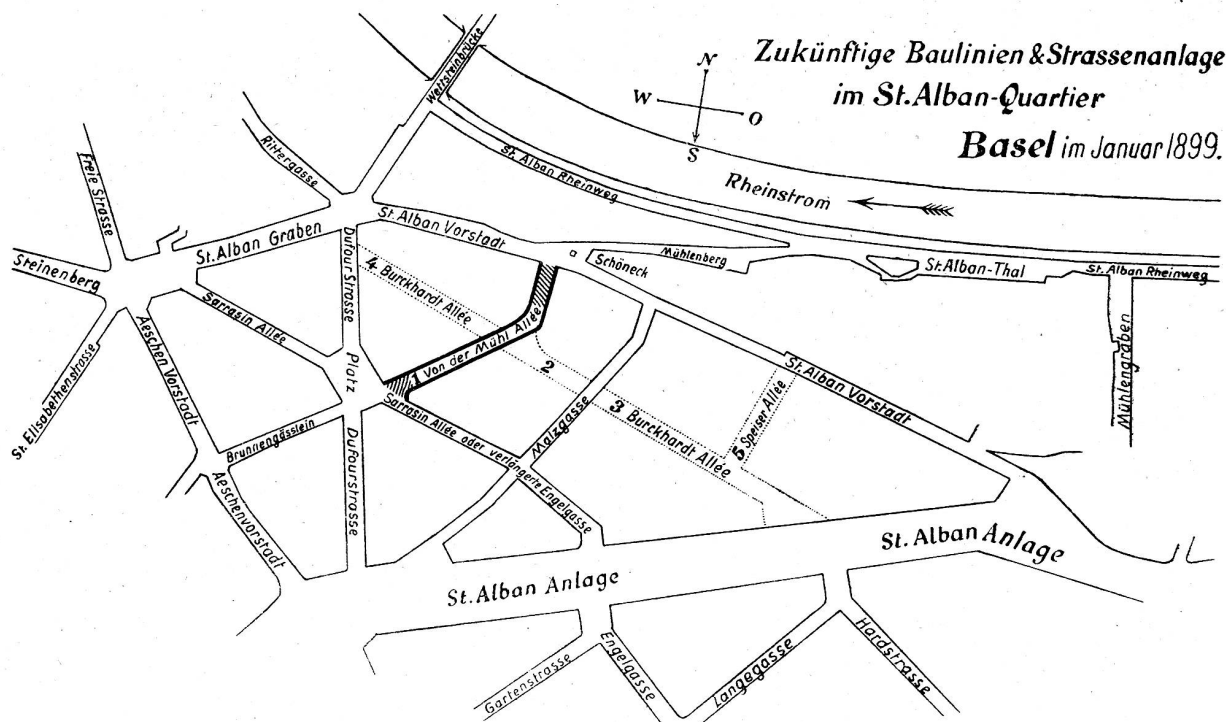 Zukünftige Baulinien & Strassenanlage
im St. Alban-Quartier
Basel im Januar 1899.
N
W
O
S
Wettsteinbrücke
Rittergasse
Freie Strasse
St. Alban Rheinweg
Rheinstrom
St. Alban Graben
St. Alban Vorstadt
Steinenberg
Dufour Strasse
4 Burckhardt Allée
a
Schöneck
Mühlenberg
St. Alban-Thal
St. Alban Rheinweg
Sarrasin Allée
Aeschen Vorstadt
St. Elisabethenstrasse
Platz
1 Von der Mühl Allée
2
3 Burckhardt Allée
5 Speiser Allée
St. Alban Vorstadt
Mühlengraben
Malzgasse
Brunnengässlein
Sarrasin Allée oder verlängerte Engelgasse
Dufourstrasse
Aeschenvorstadt
St. Alban Anlage
St. Alban Anlage
Gartenstrasse
Engelgasse
Langegasse
Hardstrasse